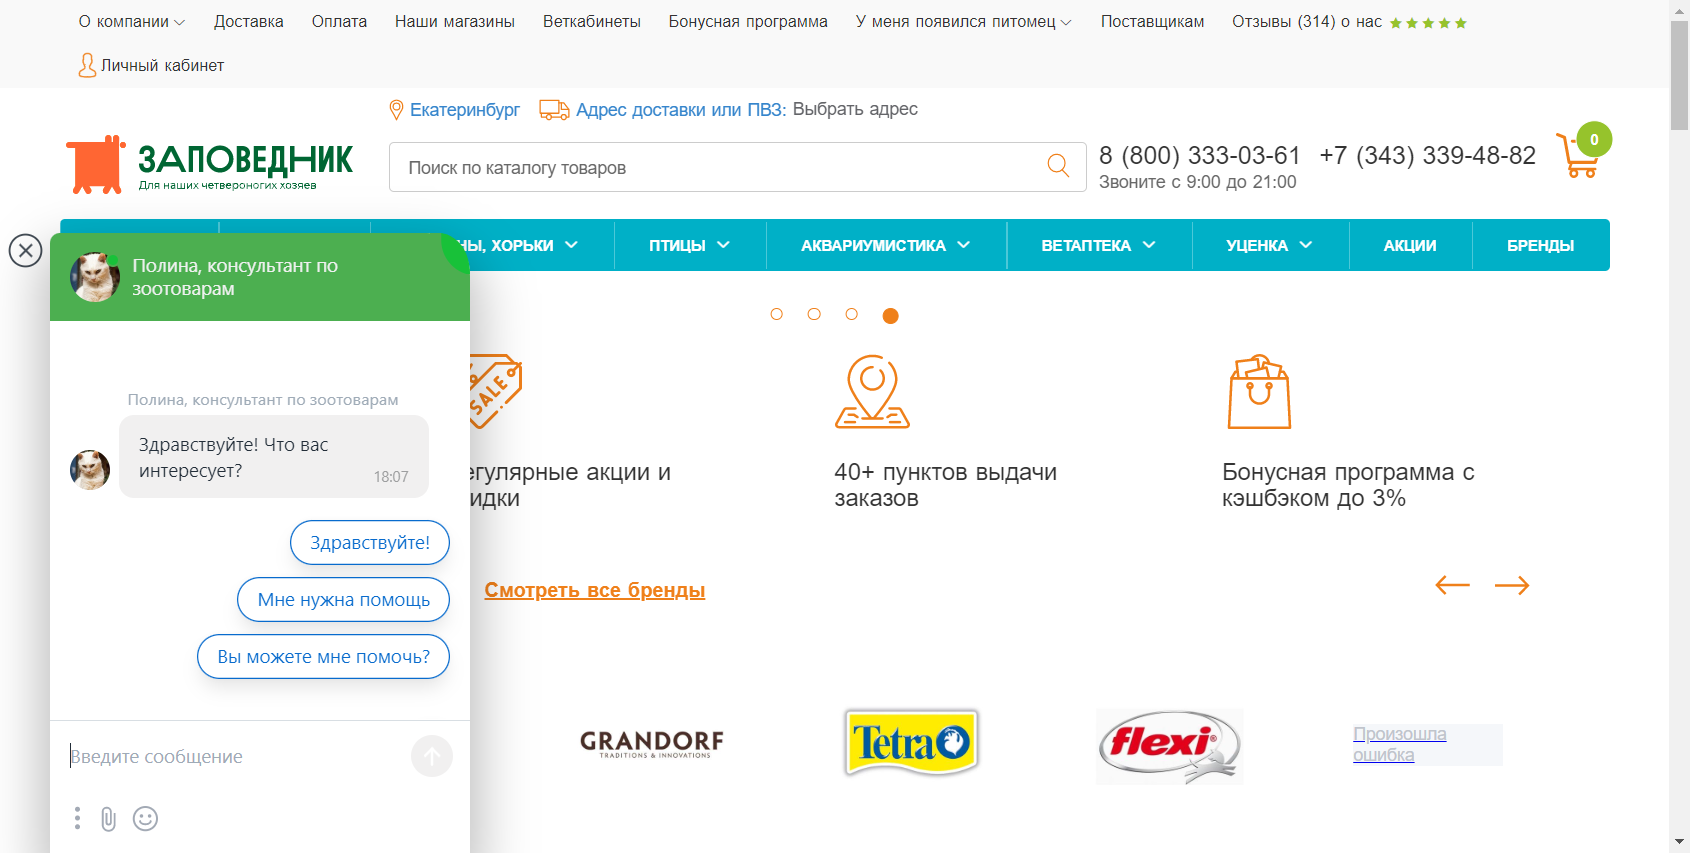 О компании
Доставка
Оплата
Наши магазины
Веткабинеты
Бонусная программа
У меня появился питомец
Поставщикам
Отзывы (314) о нас
Личный кабинет
Екатеринбург
Адрес доставки или ПВЗ: Выбрать адрес
ЗАПОВЕДНИК
Для наших четвероногих хозяев
Поиск по каталогу товаров
8 (800) 333-03-61
+7 (343) 339-48-82
Звоните с 9:00 до 21:00
0
НЫ, ХОРЬКИ
ПТИЦЫ
АКВАРИУМИСТИКА
ВЕТАПТЕКА
УЦЕНКА
АКЦИИ
БРЕНДЫ
Полина, консультант по
зоотоварам
Полина, консультант по зоотоварам
Здравствуйте! Что вас
интересует?
18:07
Здравствуйте!
Мне нужна помощь
Вы можете мне помочь?
Введите сообщение
SALE
егулярные акции и
идки
40+ пунктов выдачи
заказов
Бонусная программа с
кэшбэком до 3%
Смотреть все бренды
GRANDORF
TRADITIONS & INNOVATIONS
Tetra
flexi
Произошла
ошибка